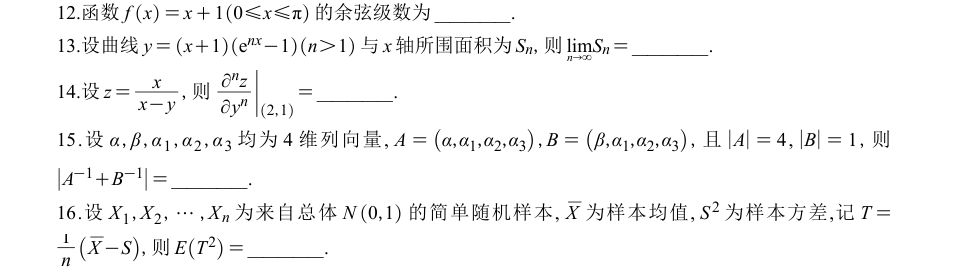 12.函数 f(x)=x+1(0≤x≤π) 的余弦级数为________.
13.设曲线 y=(x+1)(e^{nx}-1)(n>1) 与 x 轴所围面积为 S_n, 则 lim_{n→∞} S_n=________.
14.设 z= x/(x-y), 则 ∂^n z/∂y^n |_{(2,1)} =________.
15.设 α,β,α_1,α_2,α_3 均为 4 维列向量, A=(α,α_1,α_2,α_3), B=(β,α_1,α_2,α_3), 且 |A|=4, |B|=1, 则
|A^{-1}+B^{-1}|=________.
16.设 X_1,X_2, ⋯ ,X_n 为来自总体 N(0,1) 的简单随机样本, X̄ 为样本均值, S^2 为样本方差,记 T=
1/n (X̄-S), 则 E(T^2)=________.